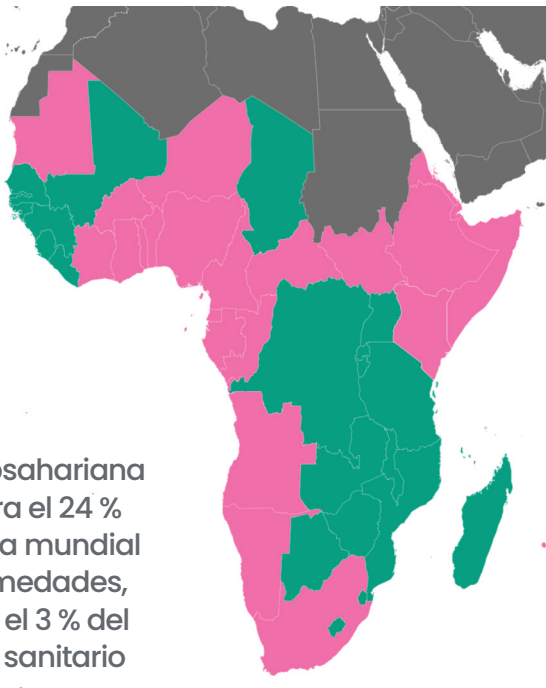 osahariana
ra el 24 %
a mundial
medades,
el 3 % del
sanitario